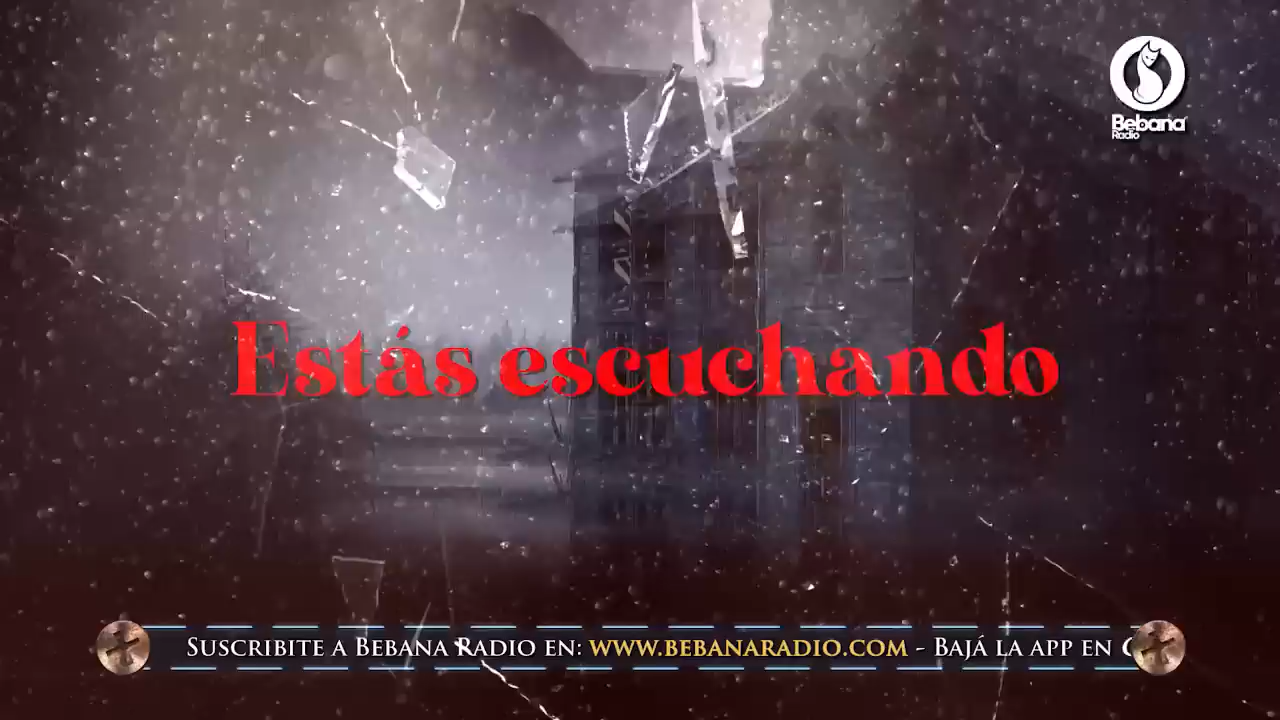 Bebana
Radio
Estás escuchando
SUSCRIBITE A BEBANA RADIO EN: WWW.BEBANARADIO.COM - BAJÁ LA APP EN